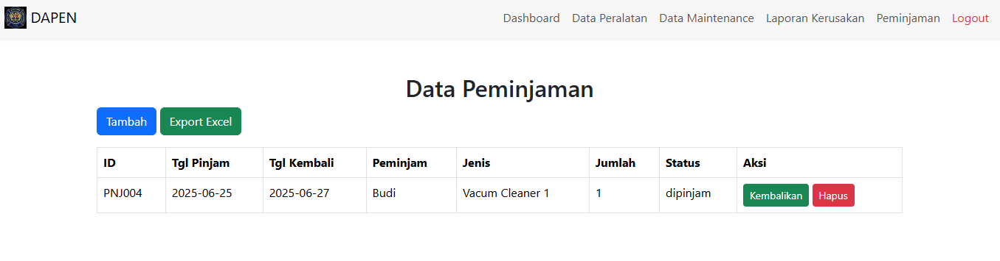 DAPEN Dashboard Data Peralatan Data Maintenance Laporan Kerusakan Peminjaman Logout
Data Peminjaman
Tambah Export Excel
ID Tgl Pinjam Tgl Kembali Peminjam Jenis Jumlah Status Aksi
PNJ004 2025-06-25 2025-06-27 Budi Vacum Cleaner 1 1 dipinjam Kembalikan Hapus